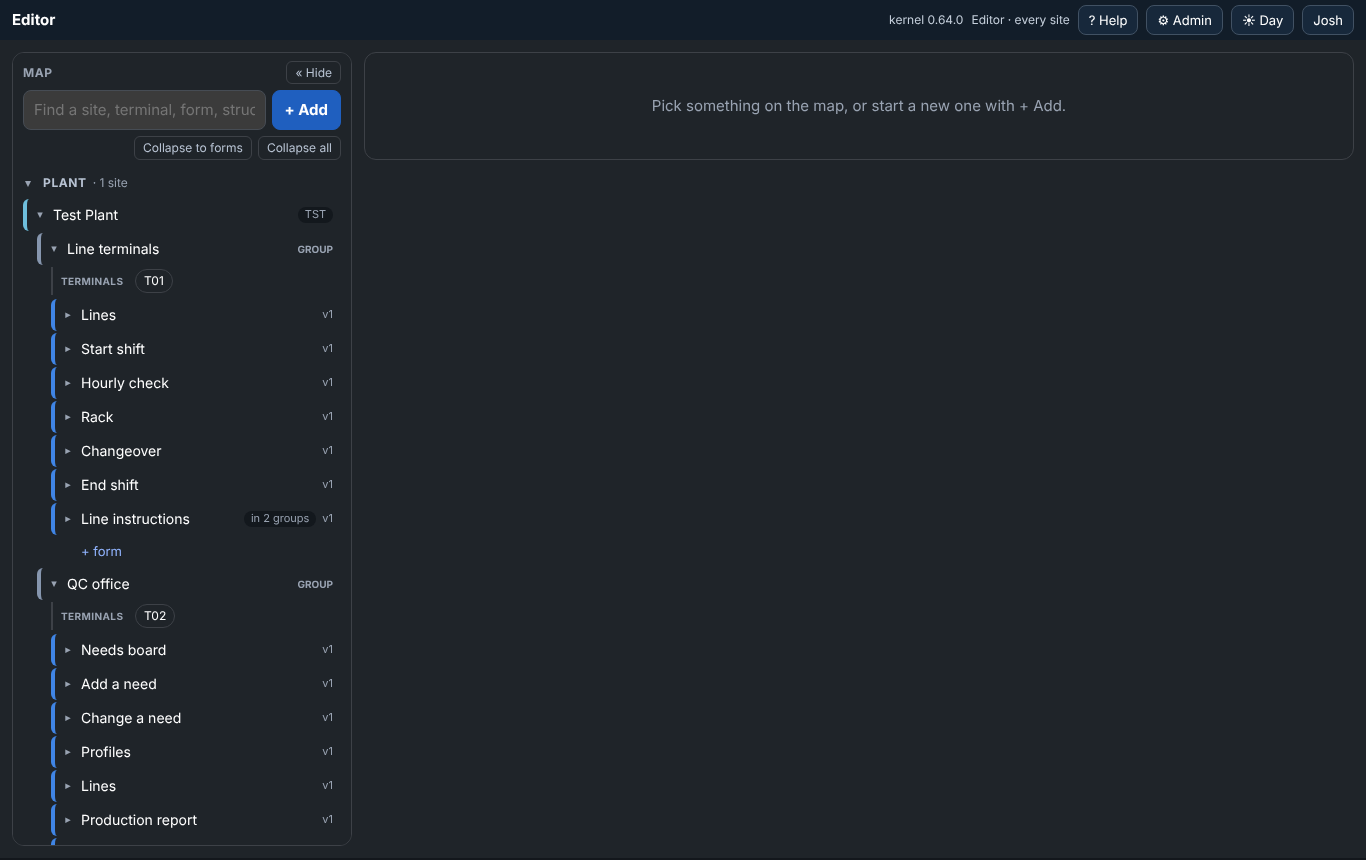 Editor
kernel 0.64.0 Editor · every site ? Help ⚙ Admin ☀ Day Josh
MAP « Hide
Find a site, terminal, form, struc + Add
Collapse to forms Collapse all
▾ PLANT · 1 site
▾ Test Plant TST
▾ Line terminals GROUP
TERMINALS T01
▸ Lines v1
▸ Start shift v1
▸ Hourly check v1
▸ Rack v1
▸ Changeover v1
▸ End shift v1
▸ Line instructions in 2 groups v1
+ form
▾ QC office GROUP
TERMINALS T02
▸ Needs board v1
▸ Add a need v1
▸ Change a need v1
▸ Profiles v1
▸ Lines v1
▸ Production report v1
Pick something on the map, or start a new one with + Add.